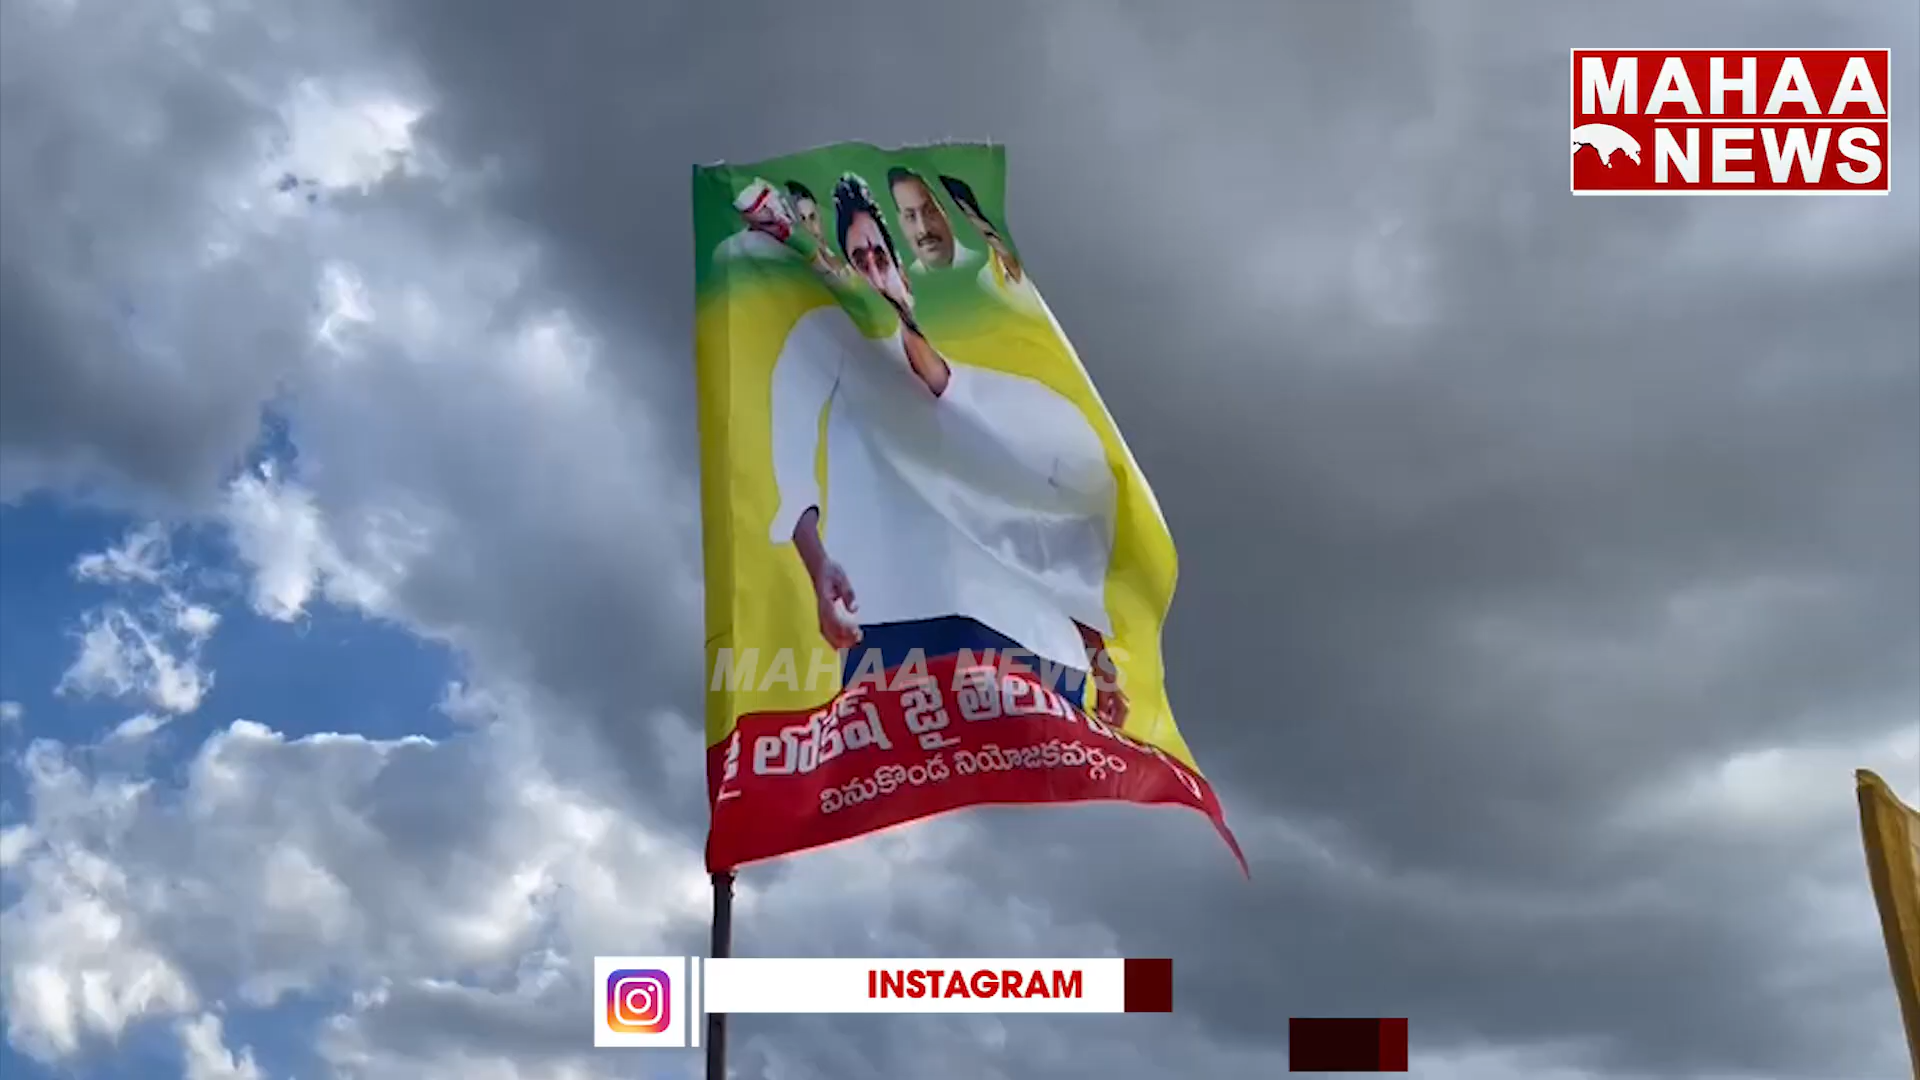 MAHAA
NEWS
MAHAA NEWS
జై లోకేష్ జై తెలుగు
వినుకొండ నియోజకవర్గం
INSTAGRAM